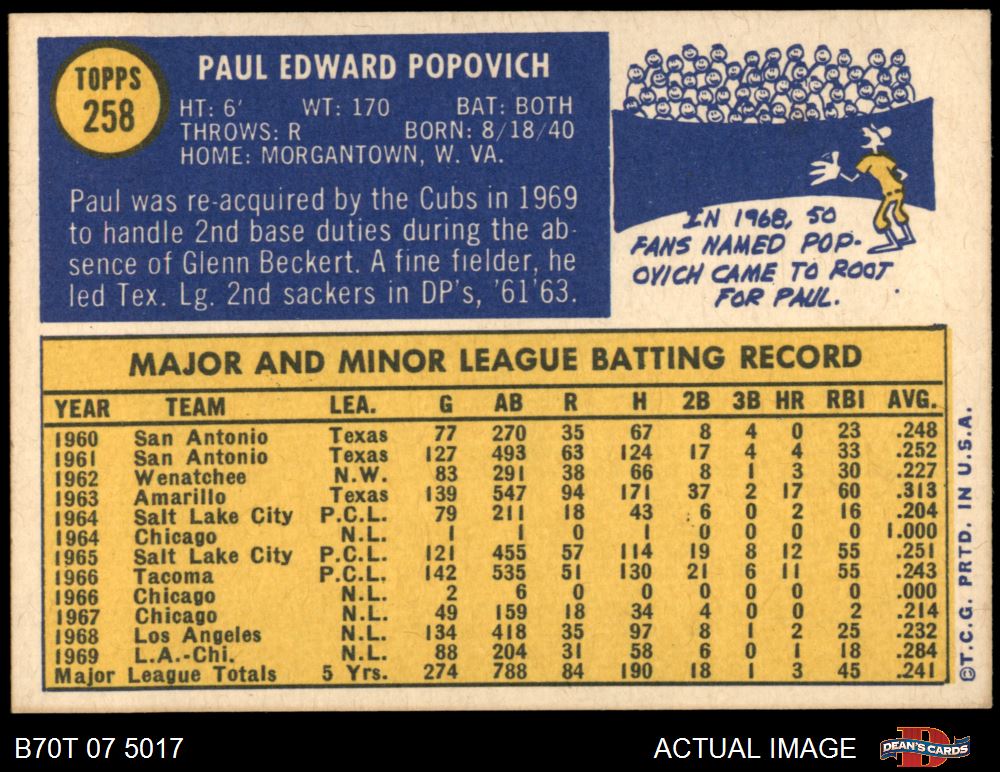 TOPPS
258
PAUL EDWARD POPOVICH
HT: 6' WT: 170 BAT: BOTH
THROWS: R BORN: 8/18/40
HOME: MORGANTOWN, W. VA.
Paul was re-acquired by the Cubs in 1969
to handle 2nd base duties during the ab-
sence of Glenn Beckert. A fine fielder, he
led Tex. Lg. 2nd sackers in DP's, '61'63.
IN 1968, 50
FANS NAMED POP-
OVICH CAME TO ROOT
FOR PAUL.
MAJOR AND MINOR LEAGUE BATTING RECORD
YEAR TEAM LEA. G AB R H 2B 3B HR RBI AVG.
1960 San Antonio Texas 77 270 35 67 8 4 0 23 .248
1961 San Antonio Texas 127 493 63 124 17 4 4 33 .252
1962 Wenatchee N.W. 83 291 38 66 8 1 3 30 .227
1963 Amarillo Texas 139 547 94 171 37 2 17 60 .313
1964 Salt Lake City P.C.L. 79 211 18 43 6 0 2 16 .204
1964 Chicago N.L. 1 1 0 1 0 0 0 0 1.000
1965 Salt Lake City P.C.L. 121 455 57 114 19 8 12 55 .251
1966 Tacoma P.C.L. 142 535 51 130 21 6 11 55 .243
1966 Chicago N.L. 2 6 0 0 0 0 0 0 .000
1967 Chicago N.L. 49 159 18 34 4 0 0 2 .214
1968 Los Angeles N.L. 134 418 35 97 8 1 2 25 .232
1969 L.A.-Chi. N.L. 88 204 31 58 6 0 1 18 .284
Major League Totals 5 Yrs. 274 788 84 190 18 1 3 45 .241
©T.C.G. PRTD. IN U.S.A.
B70T 07 5017
ACTUAL IMAGE
DEAN'S CARDS